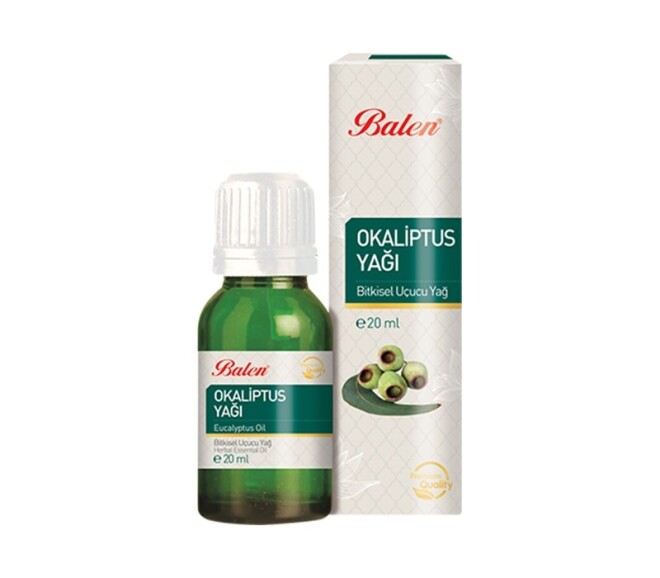 Balen®
OKALİPTUS
YAĞI
Bitkisel Uçucu Yağ
℮20 ml
Premium
Quality
Balen®
OKALİPTUS
YAĞI
Eucalyptus Oil
Bitkisel Uçucu Yağ
Herbal Essential Oil
℮20 ml